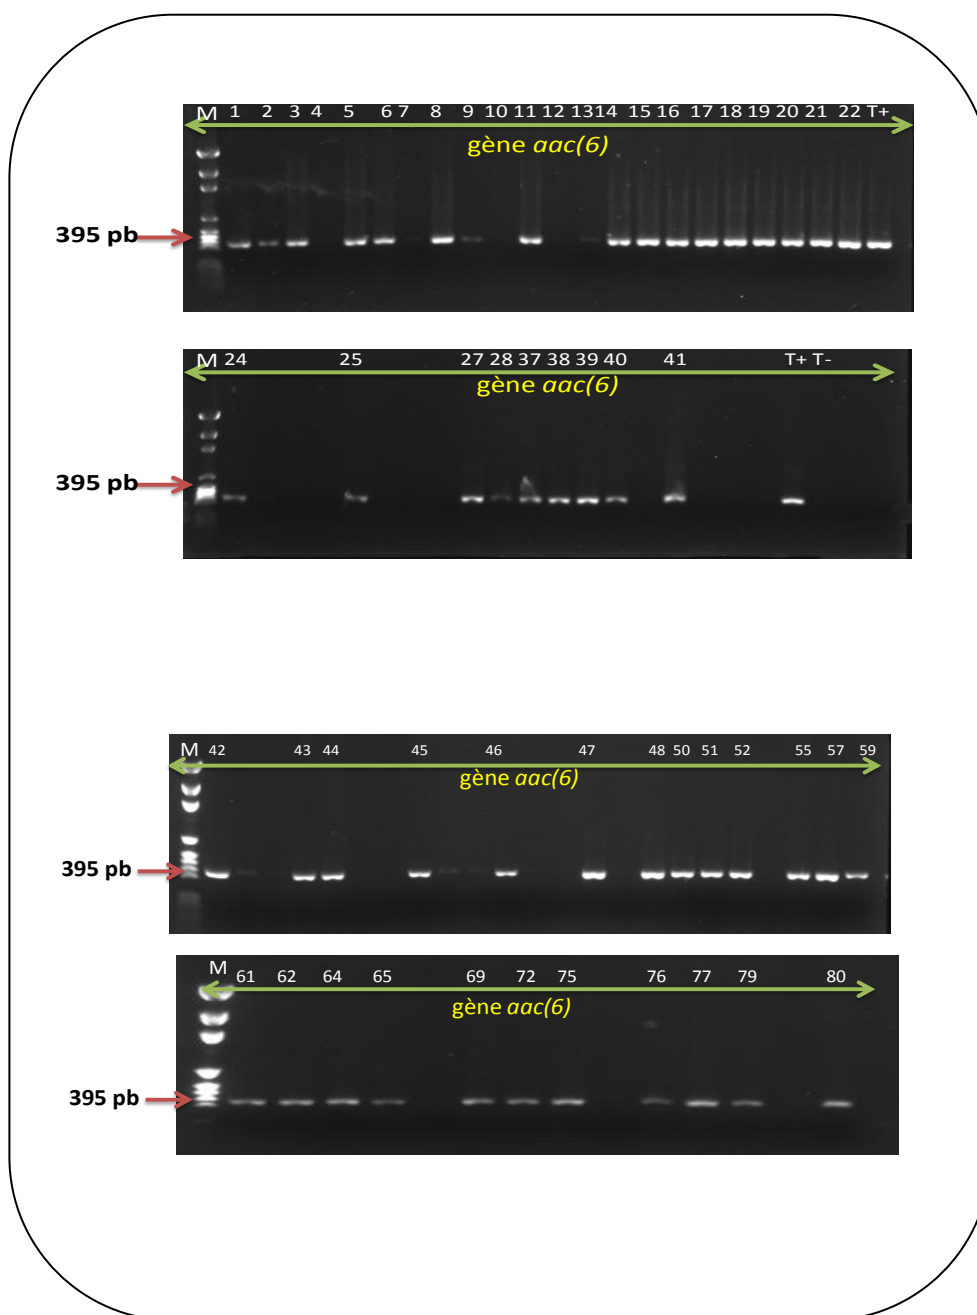 M 1 2 3 4 5 6 7 8 9 10 11 12 13 14 15 16 17 18 19 20 21 22 T+
gène aac(6)
395 pb
M 24 25 27 28 37 38 39 40 41 T+ T-
gène aac(6)
395 pb
M 42 43 44 45 46 47 48 50 51 52 55 57 59
gène aac(6)
395 pb
M 61 62 64 65 69 72 75 76 77 79 80
gène aac(6)
395 pb